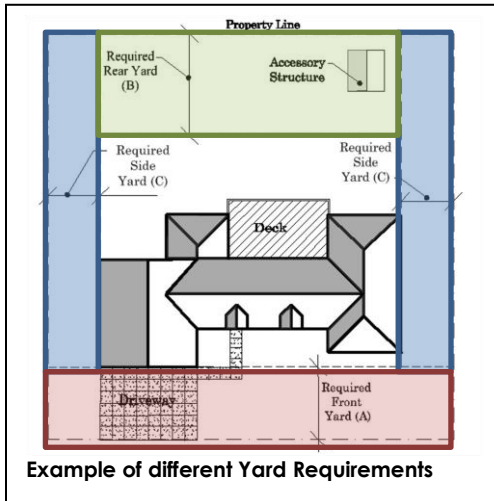 Property Line
Required
Rear Yard
(B)
Accessory
Structure
Required
Side
Yard (C)
Required
Side
Yard (C)
Deck
Driveway
Required
Front
Yard (A)
Example of different Yard Requirements